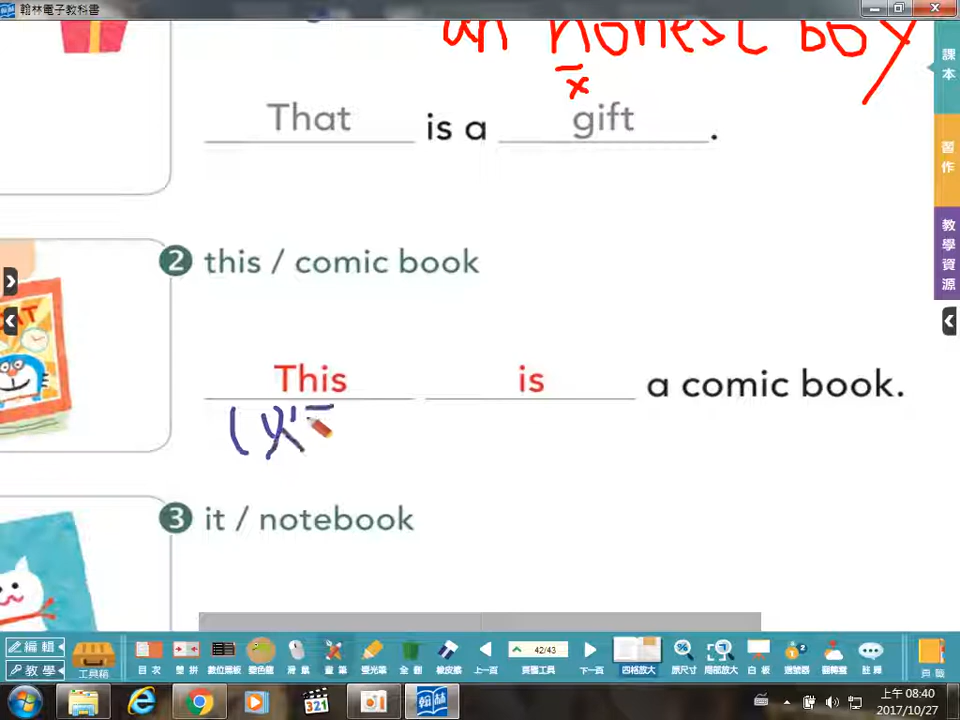 翰林電子教科書
an honest boy
x
That is a gift .
課本
習作
教學資源
2 this / comic book
This is a comic book.
3 it / notebook
編輯
教學
工具箱
目次
雙拼
數位黑板
變色龍
滑鼠
畫筆
螢光筆
全刪
橡皮擦
上一頁
42/43
頁籤工具
下一頁
四格放大
原尺寸
局部放大
白板
選號器
註釋
頁籤
321
翰林
上午 08:40
2017/10/27